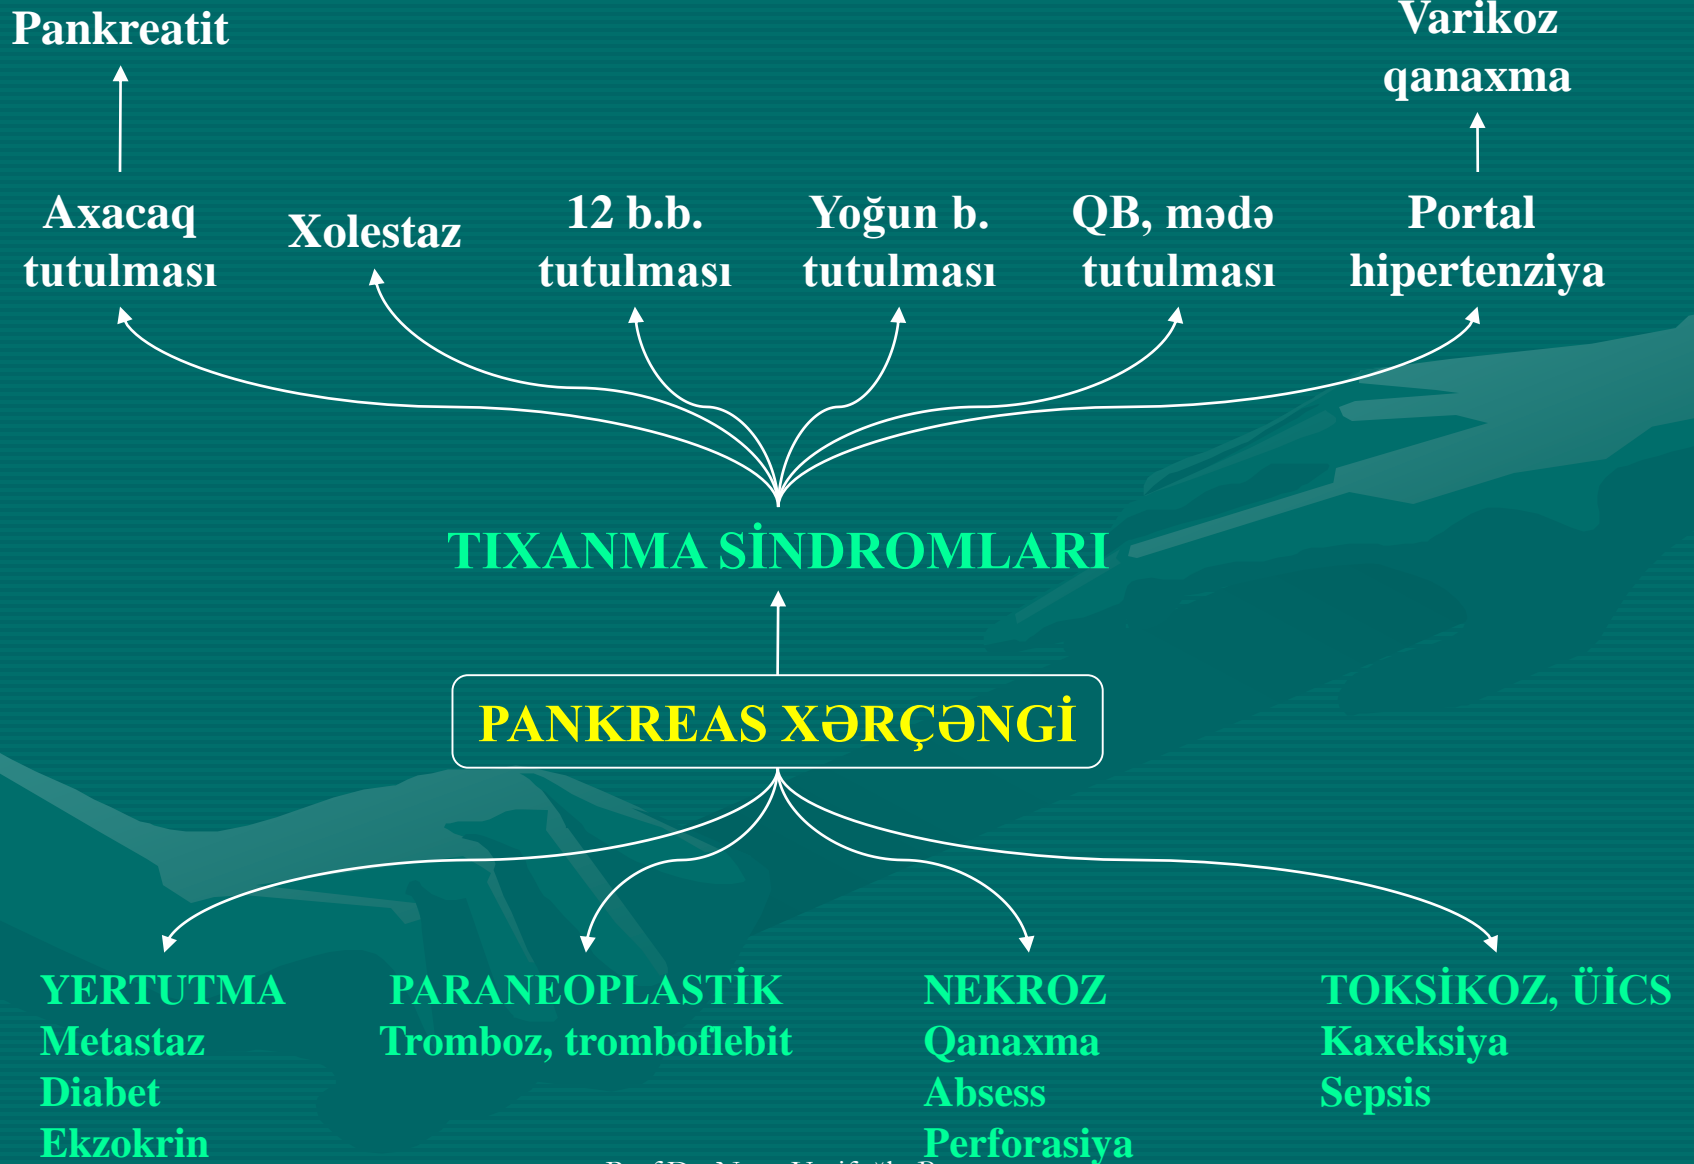 Pankreatit
Varikoz
qanaxma
Axacaq
tutulması
Xolestaz
12 b.b.
tutulması
Yoğun b.
tutulması
QB, mədə
tutulması
Portal
hipertenziya
TIXANMA SİNDROMLARI
PANKREAS XƏRÇƏNGİ
YERTUTMA
Metastaz
Diabet
Ekzokrin
PARANEOPLASTİK
Tromboz, tromboflebit
NEKROZ
Qanaxma
Absess
Perforasiya
TOKSİKOZ, ÜİCS
Kaxeksiya
Sepsis